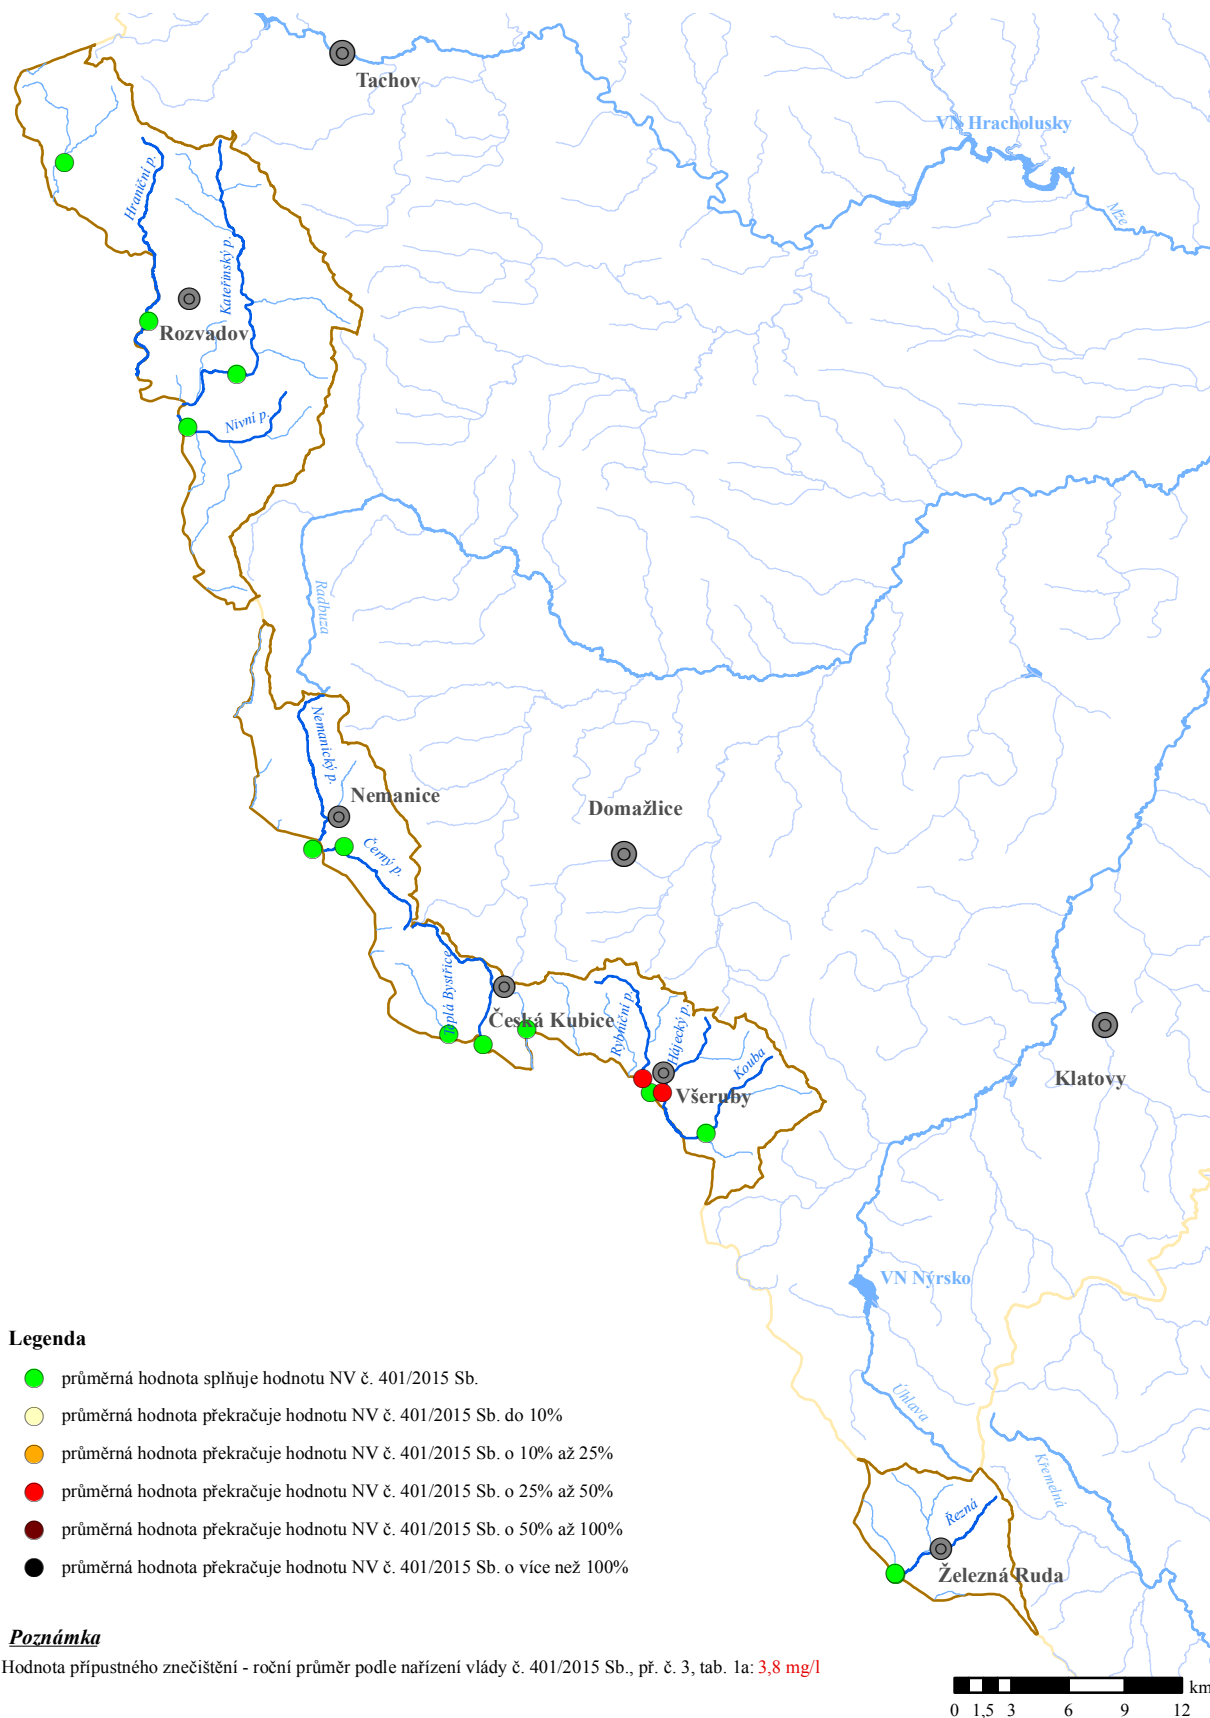 Tachov
VN Hracholusky
Mže
Hraniční p.
Kateřinský p.
Rozvadov
Nivní p.
Radbuza
Nemanický p.
Nemanice
Domažlice
Černý p.
Teplá Bystřice
Česká Kubice
Rybniční p.
Hájecký p.
Kouba
Všeruby
Klatovy
VN Nýrsko
Úhlava
Křemelná
Řezná
Železná Ruda
Legenda
průměrná hodnota splňuje hodnotu NV č. 401/2015 Sb.
průměrná hodnota překračuje hodnotu NV č. 401/2015 Sb. do 10%
průměrná hodnota překračuje hodnotu NV č. 401/2015 Sb. o 10% až 25%
průměrná hodnota překračuje hodnotu NV č. 401/2015 Sb. o 25% až 50%
průměrná hodnota překračuje hodnotu NV č. 401/2015 Sb. o 50% až 100%
průměrná hodnota překračuje hodnotu NV č. 401/2015 Sb. o více než 100%
Poznámka
Hodnota přípustného znečištění - roční průměr podle nařízení vlády č. 401/2015 Sb., př. č. 3, tab. 1a: 3,8 mg/l
km
0 1,5 3 6 9 12